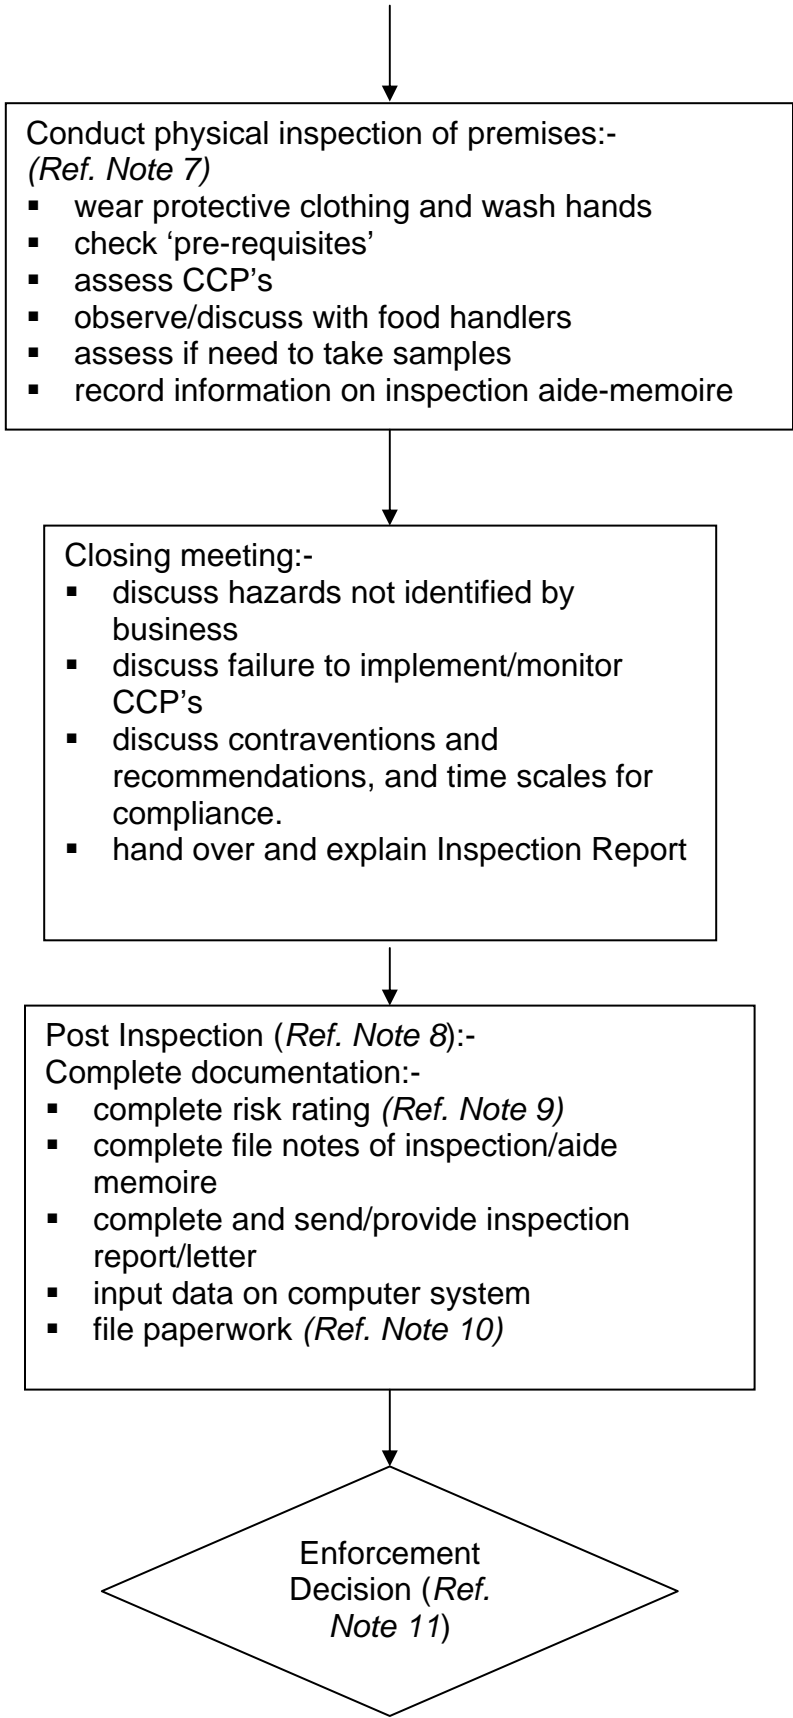 Conduct physical inspection of premises:-
(Ref. Note 7)
▪ wear protective clothing and wash hands
▪ check ‘pre-requisites’
▪ assess CCP’s
▪ observe/discuss with food handlers
▪ assess if need to take samples
▪ record information on inspection aide-memoire
Closing meeting:-
▪ discuss hazards not identified by
business
▪ discuss failure to implement/monitor
CCP’s
▪ discuss contraventions and
recommendations, and time scales for
compliance.
▪ hand over and explain Inspection Report
Post Inspection (Ref. Note 8):-
Complete documentation:-
▪ complete risk rating (Ref. Note 9)
▪ complete file notes of inspection/aide
memoire
▪ complete and send/provide inspection
report/letter
▪ input data on computer system
▪ file paperwork (Ref. Note 10)
Enforcement
Decision (Ref.
Note 11)